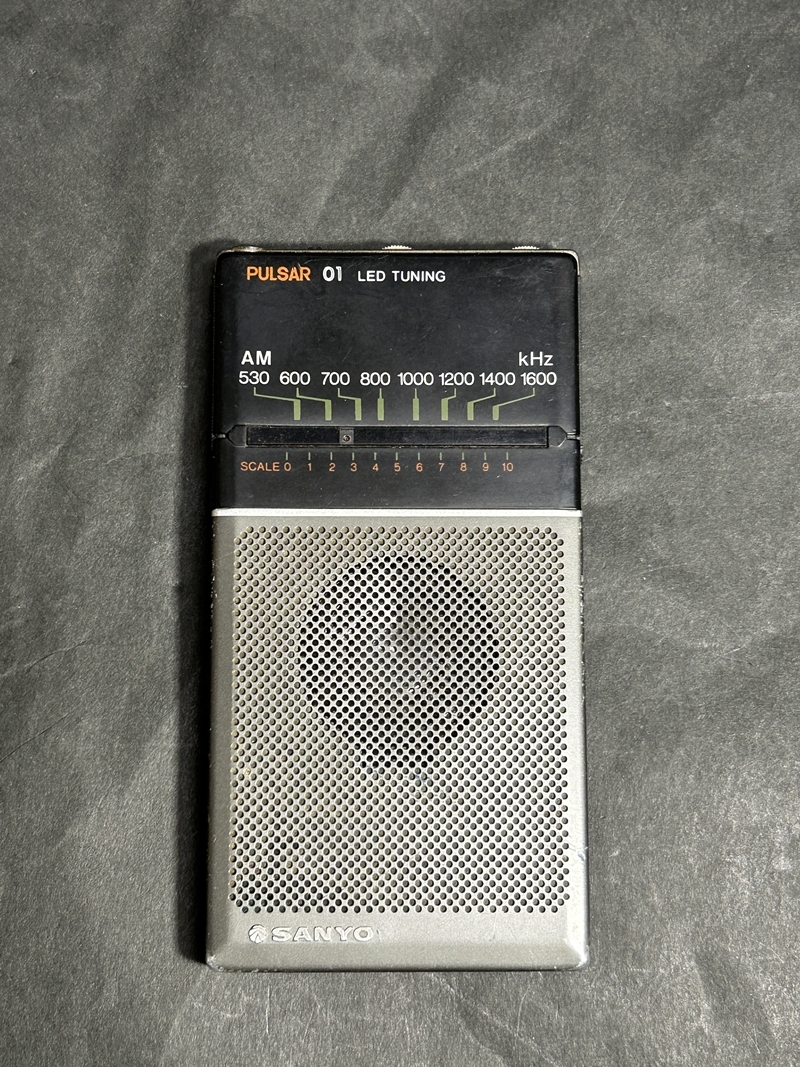 PULSAR 01 LED TUNING
AM kHz
530 600 700 800 1000 1200 1400 1600
SCALE 0 1 2 3 4 5 6 7 8 9 10
SANYO